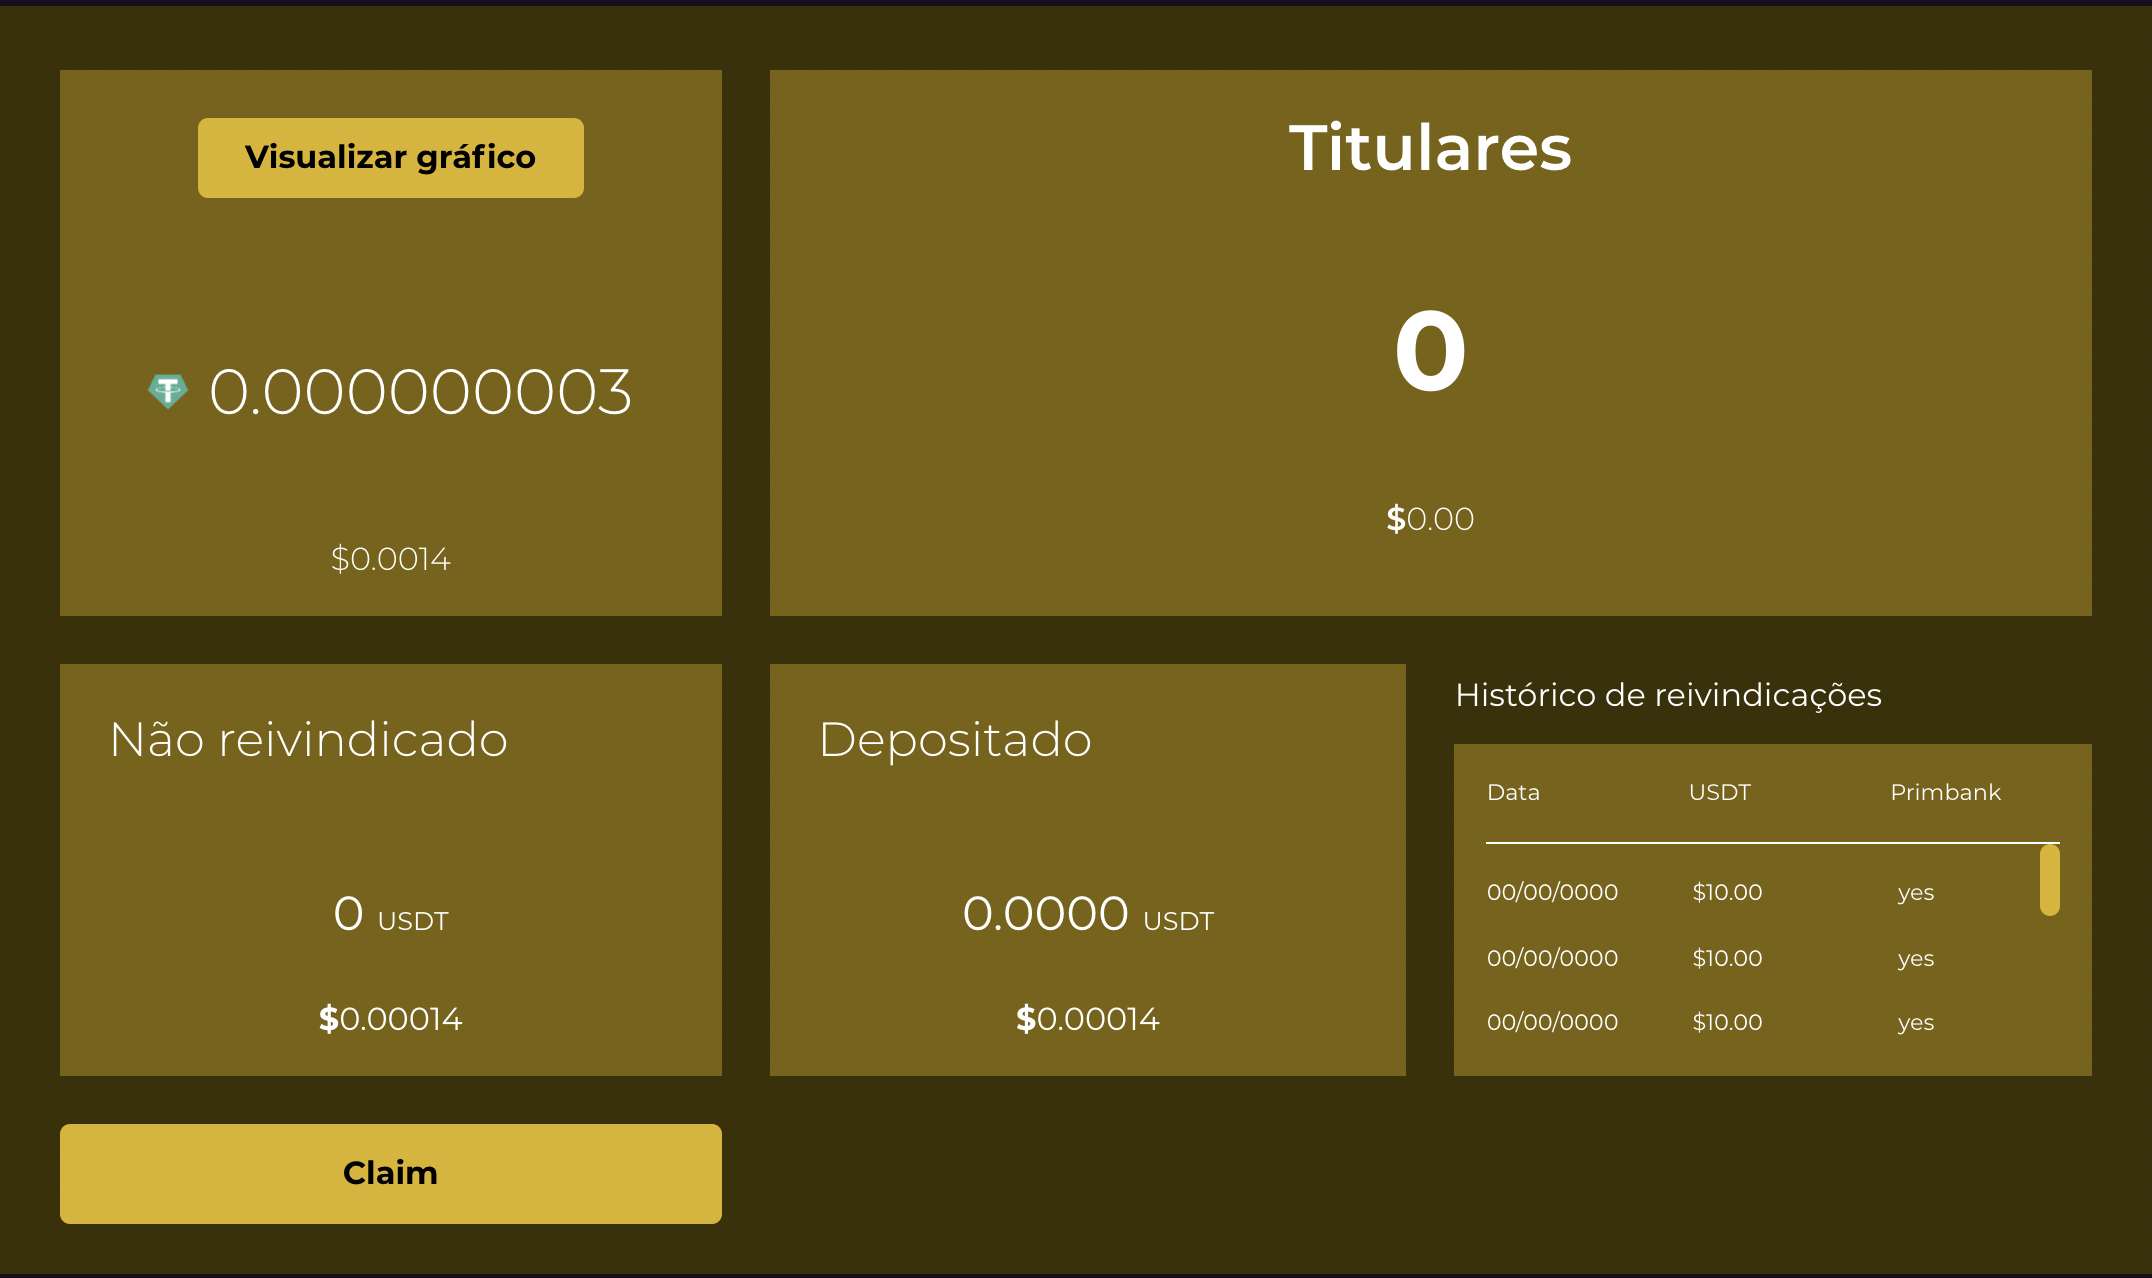 Visualizar gráfico
0.000000003
$0.0014
Titulares
0
$0.00
Não reivindicado
0 USDT
$0.00014
Depositado
0.0000 USDT
$0.00014
Histórico de reivindicações
Data USDT Primbank
00/00/0000 $10.00 yes
00/00/0000 $10.00 yes
00/00/0000 $10.00 yes
Claim